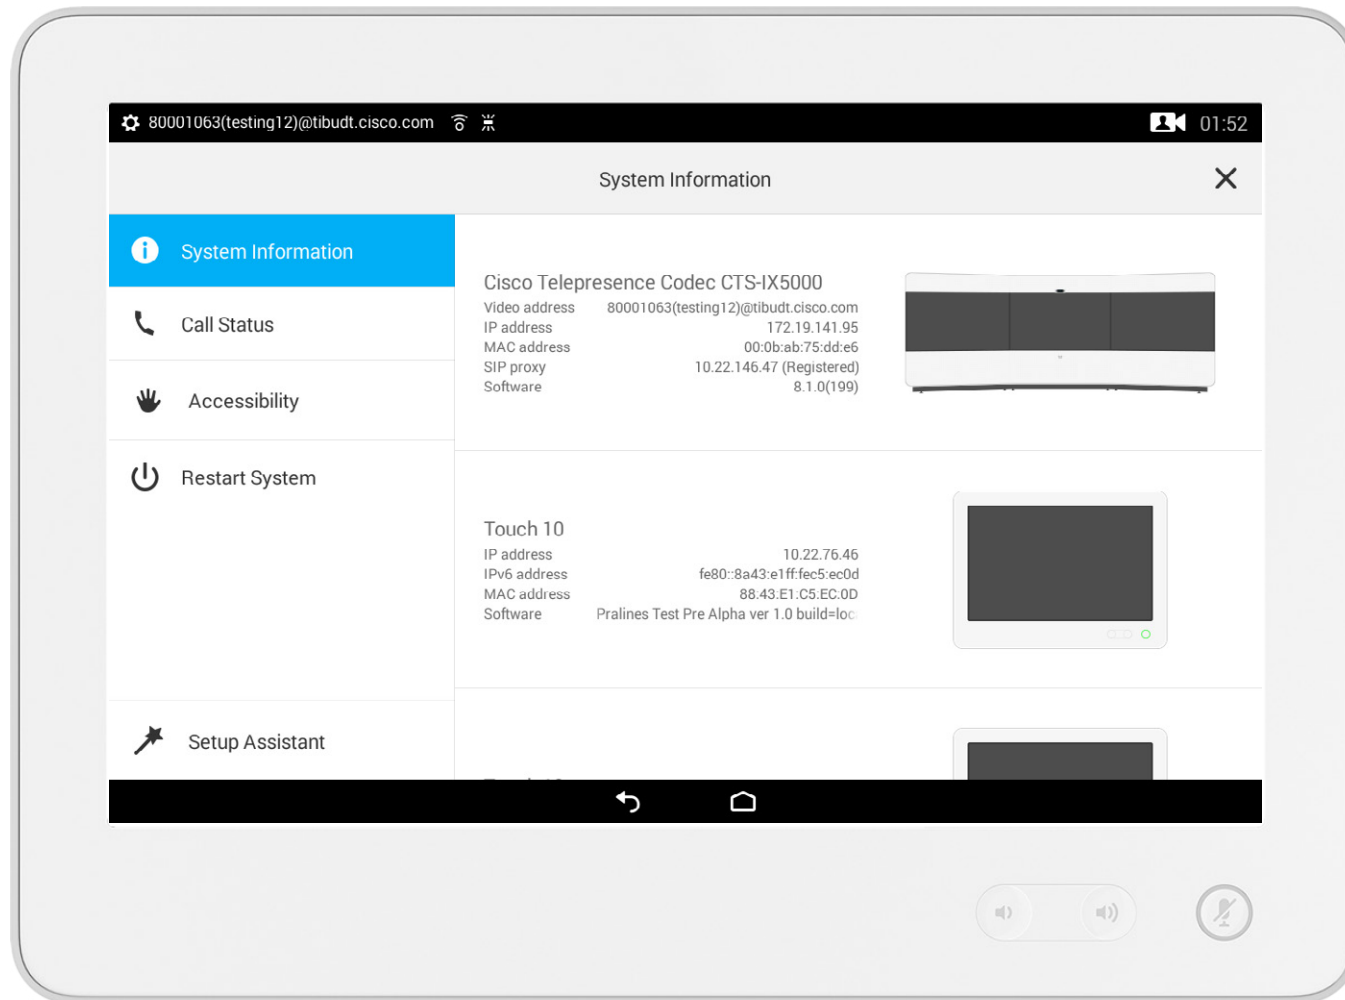 80001063(testing12)@tibudt.cisco.com
01:52
System Information
System Information
Call Status
Accessibility
Restart System
Setup Assistant
Cisco Telepresence Codec CTS-IX5000
Video address 80001063(testing12)@tibudt.cisco.com
IP address 172.19.141.95
MAC address 00:0b:ab:75:dd:e6
SIP proxy 10.22.146.47 (Registered)
Software 8.1.0(199)
Touch 10
IP address 10.22.76.46
IPv6 address fe80::8a43:e1ff:fec5:ec0d
MAC address 88:43:E1:C5:EC:0D
Software Pralines Test Pre Alpha ver 1.0 build=loc